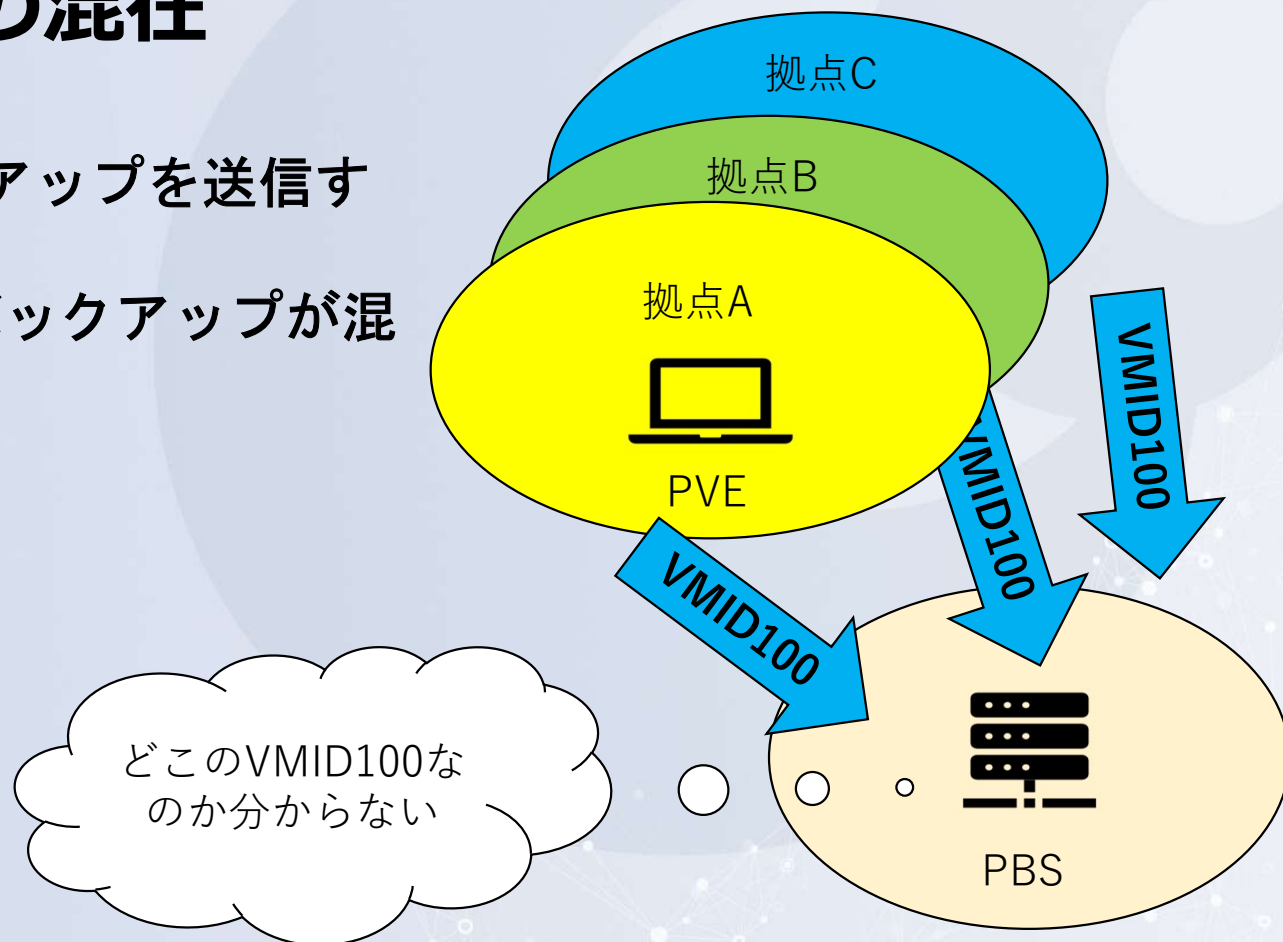 の混在
アップを送信す
バックアップが混
拠点C
拠点B
拠点A
PVE
VMID100
VMID100
VMID100
どこのVMID100な
のか分からない
PBS